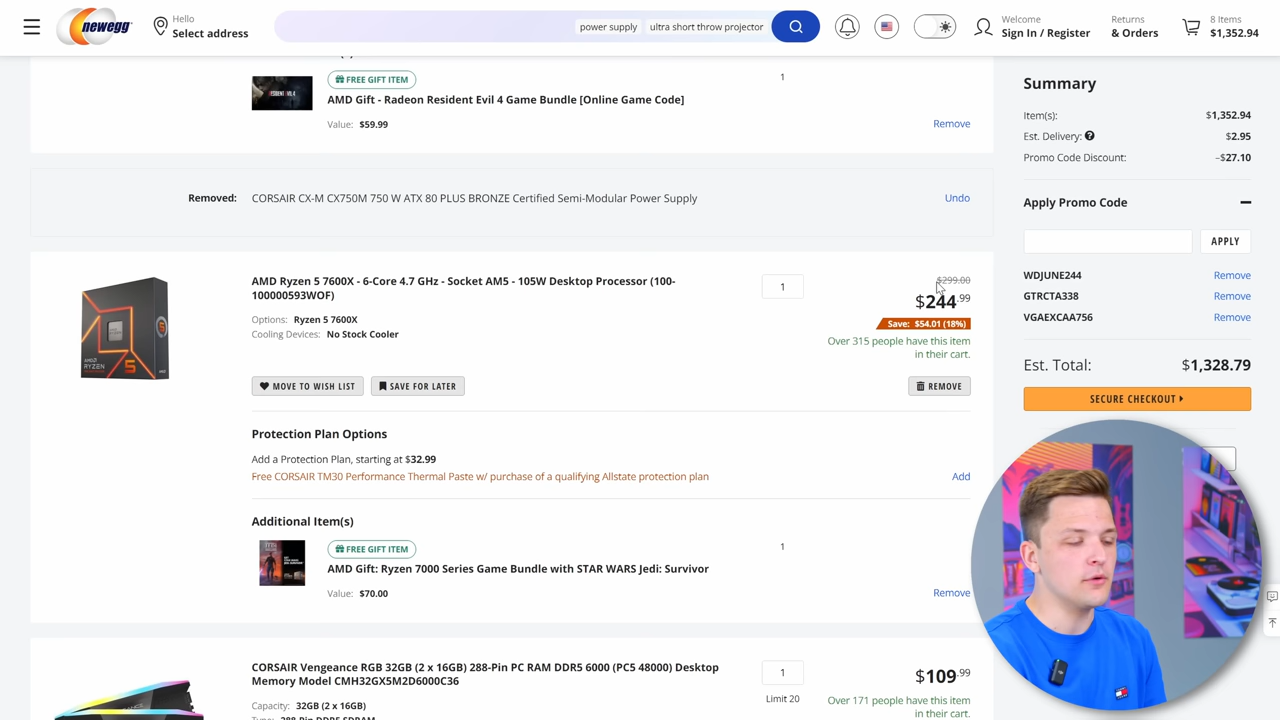 newegg
Hello
Select address
power supply
ultra short throw projector
Welcome
Sign In / Register
Returns
& Orders
8 Items
$1,352.94
FREE GIFT ITEM
AMD Gift - Radeon Resident Evil 4 Game Bundle [Online Game Code]
Value: $59.99
1
Remove
Removed: CORSAIR CX-M CX750M 750 W ATX 80 PLUS BRONZE Certified Semi-Modular Power Supply
Undo
AMD Ryzen 5 7600X - 6-Core 4.7 GHz - Socket AM5 - 105W Desktop Processor (100-
100000593WOF)
Options: Ryzen 5 7600X
Cooling Devices: No Stock Cooler
1
$299.00
$244.99
Save: $54.01 (18%)
Over 315 people have this item
in their cart.
MOVE TO WISH LIST
SAVE FOR LATER
REMOVE
Protection Plan Options
Add a Protection Plan, starting at $32.99
Free CORSAIR TM30 Performance Thermal Paste w/ purchase of a qualifying Allstate protection plan
Add
Additional Item(s)
FREE GIFT ITEM
AMD Gift: Ryzen 7000 Series Game Bundle with STAR WARS Jedi: Survivor
Value: $70.00
1
Remove
CORSAIR Vengeance RGB 32GB (2 x 16GB) 288-Pin PC RAM DDR5 6000 (PC5 48000) Desktop
Memory Model CMH32GX5M2D6000C36
Capacity: 32GB (2 x 16GB)
1
Limit 20
$109.99
Over 171 people have this item
in their cart.
Summary
Item(s): $1,352.94
Est. Delivery: $2.95
Promo Code Discount: -$27.10
Apply Promo Code
APPLY
WDJUNE244 Remove
GTRCTA338 Remove
VGAEXCAA756 Remove
Est. Total: $1,328.79
SECURE CHECKOUT